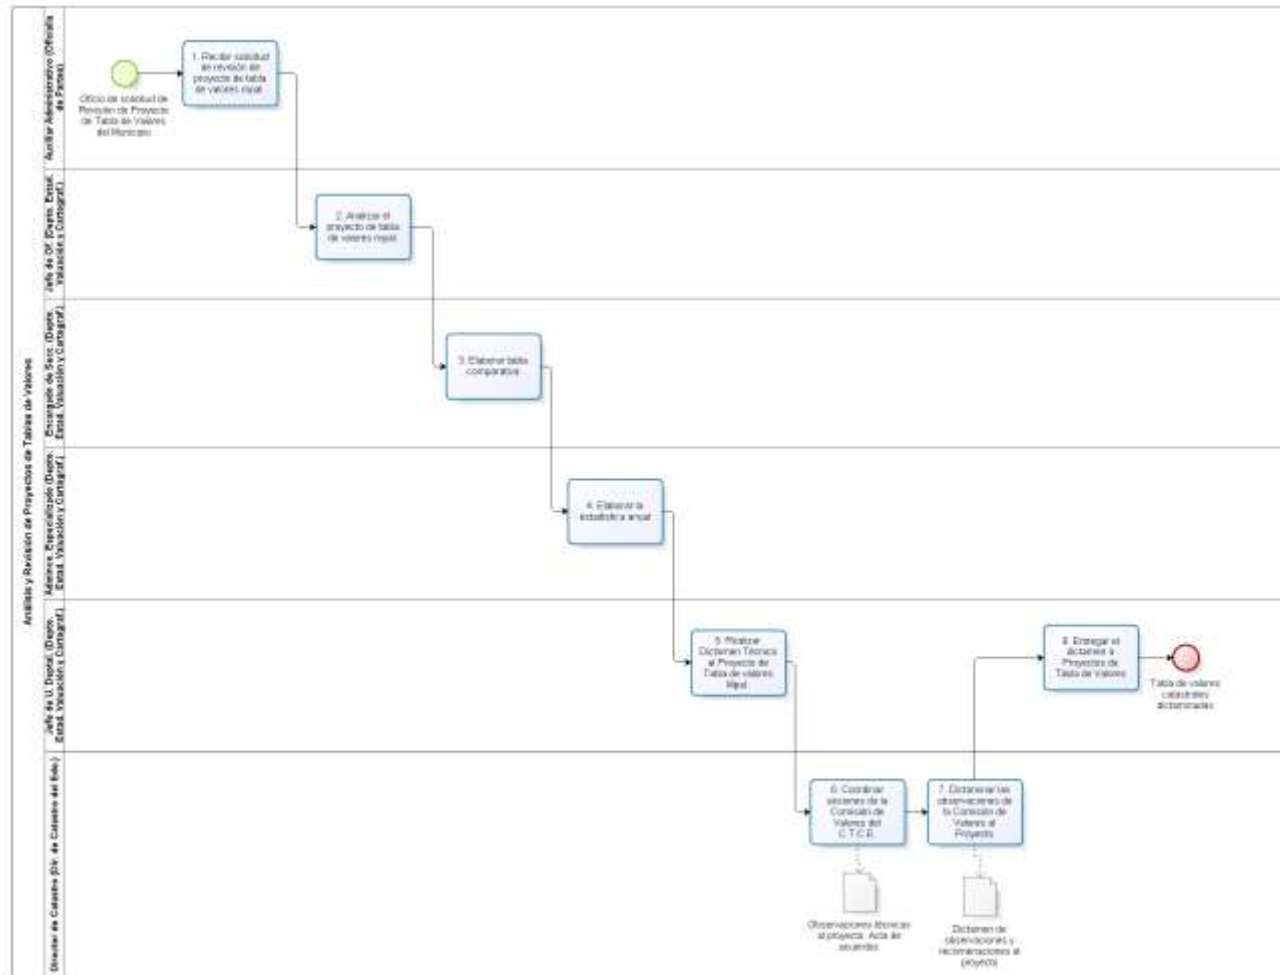 Análisis y Revisión de Proyectos de Tablas de Valores
Auxiliar Administrativo (Oficialía
de Partes)
Oficio de solicitud de
Revisión de Proyecto
de Tabla de Valores
del Municipio
1. Recibir solicitud
de revisión de
proyecto de tabla
de valores mpal.
Jefe de Of. (Depto. Estad.
Valuación y Cartograf.)
2. Analizar el
proyecto de tabla
de valores mpal.
Encargado de Secc. (Depto.
Estad. Valuación y Cartograf.)
3. Elaborar tabla
comparativa
Admivo. Especializado (Depto.
Estad. Valuación y Cartograf.)
4. Elaborar la
estadística anual
Jefe de U. Deptal. (Depto.
Estad. Valuación y Cartograf.)
5. Realizar
Dictamen Técnico
al Proyecto de
Tabla de valores
Mpal.
8. Entregar el
dictamen a
Proyectos de
Tabla de Valores
Tabla de valores
catastrales
dictaminadas
Director de Catastro (Dir. de Catastro del Edo.)
6. Coordinar
sesiones de la
Comisión de
Valores del
C.T.C.E.
7. Dictaminar las
observaciones de
la Comisión de
Valores al
Proyecto
Observaciones técnicas
al proyecto. Acta de
acuerdos
Dictamen de
observaciones y
recomendaciones al
proyecto